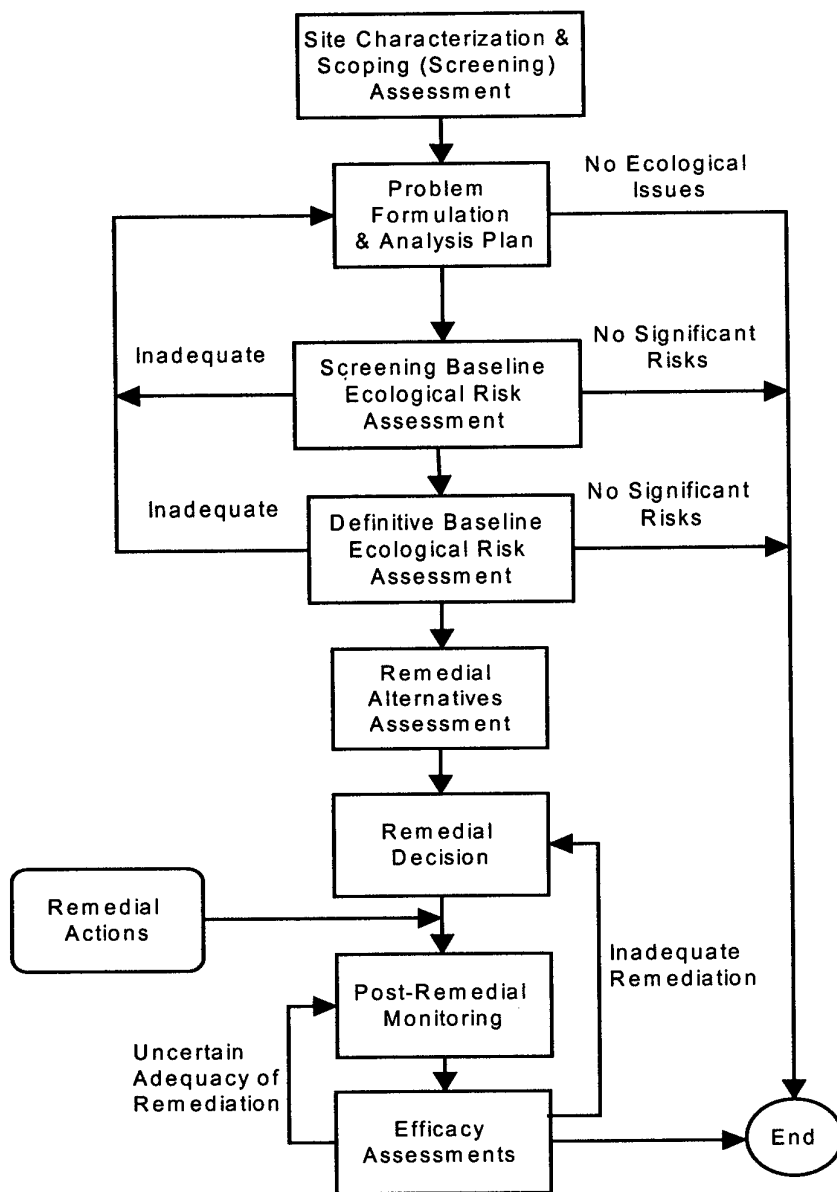 Site Characterization &
Scoping (Screening)
Assessment
Problem
Formulation
& Analysis Plan
No Ecological
Issues
Inadequate
Screening Baseline
Ecological Risk
Assessment
No Significant
Risks
Inadequate
Definitive Baseline
Ecological Risk
Assessment
No Significant
Risks
Remedial
Alternatives
Assessment
Remedial
Decision
Remedial
Actions
Inadequate
Remediation
Post-Remedial
Monitoring
Uncertain
Adequacy of
Remediation
Efficacy
Assessments
End